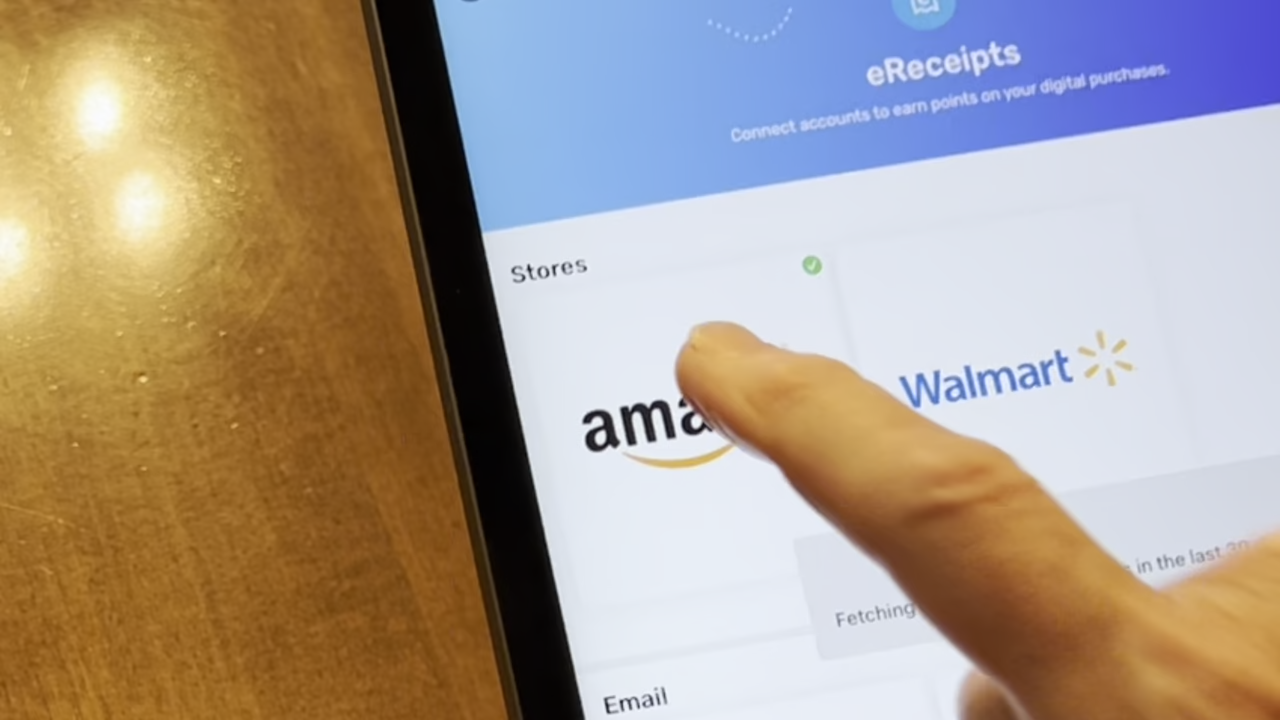 eReceipts
Connect accounts to earn points on your digital purchases.
Stores
ama
Walmart
in the last
Fetching
Email